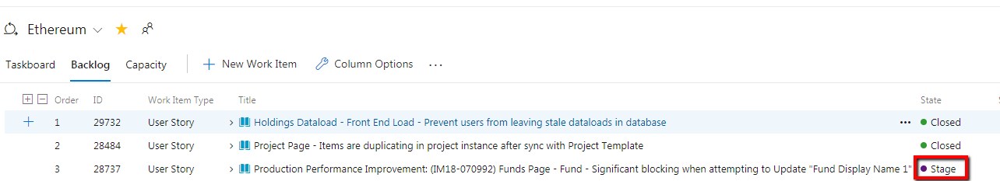 Ethereum
Taskboard Backlog Capacity New Work Item Column Options ...
Order ID Work Item Type Title State
1 29732 User Story Holdings Dataload - Front End Load - Prevent users from leaving stale dataloads in database ... Closed
2 28484 User Story Project Page - Items are duplicating in project instance after sync with Project Template Closed
3 28737 User Story Production Performance Improvement: (IM18-070992) Funds Page - Fund - Significant blocking when attempting to Update "Fund Display Name 1" Stage